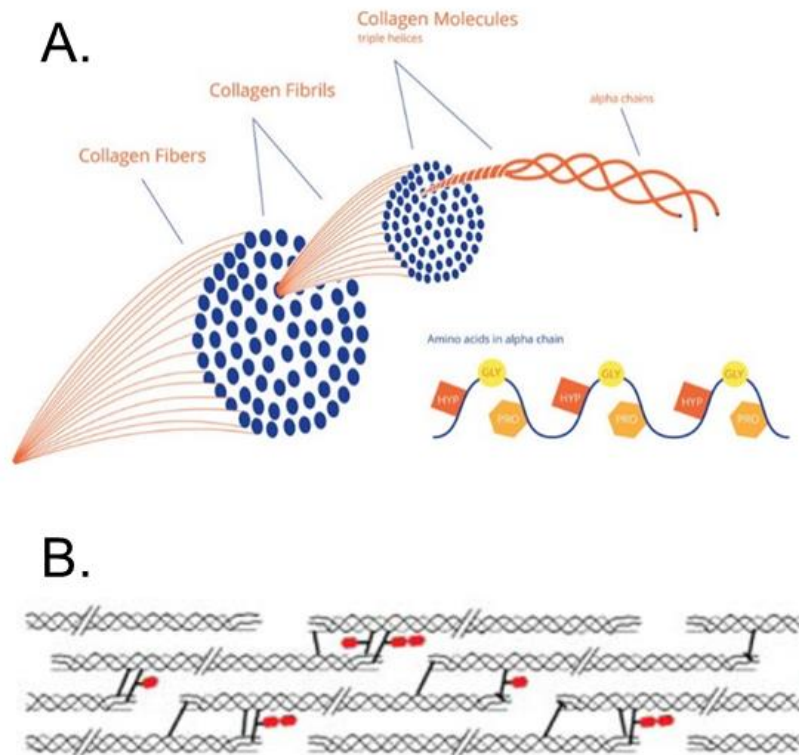 A.
Collagen Molecules
triple helices
Collagen Fibrils
alpha chains
Collagen Fibers
Amino acids in alpha chain
GLY GLY GLY
HYP HYP HYP
PRO PRO PRO
B.